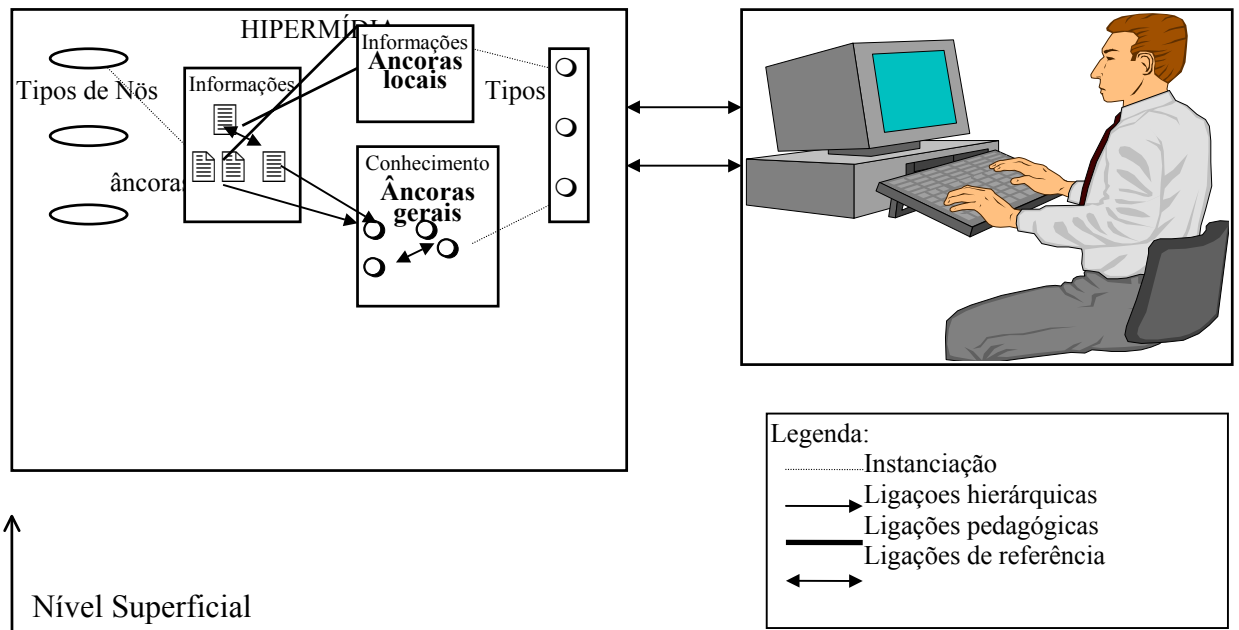 HIPERMÍDIA
Tipos de Nös
âncoras
Informações
Informações
Ancoras
locais
Conhecimento
Âncoras
gerais
Tipos
Legenda:
Instanciação
Ligaçoes hierárquicas
Ligações pedagógicas
Ligações de referência
Nível Superficial